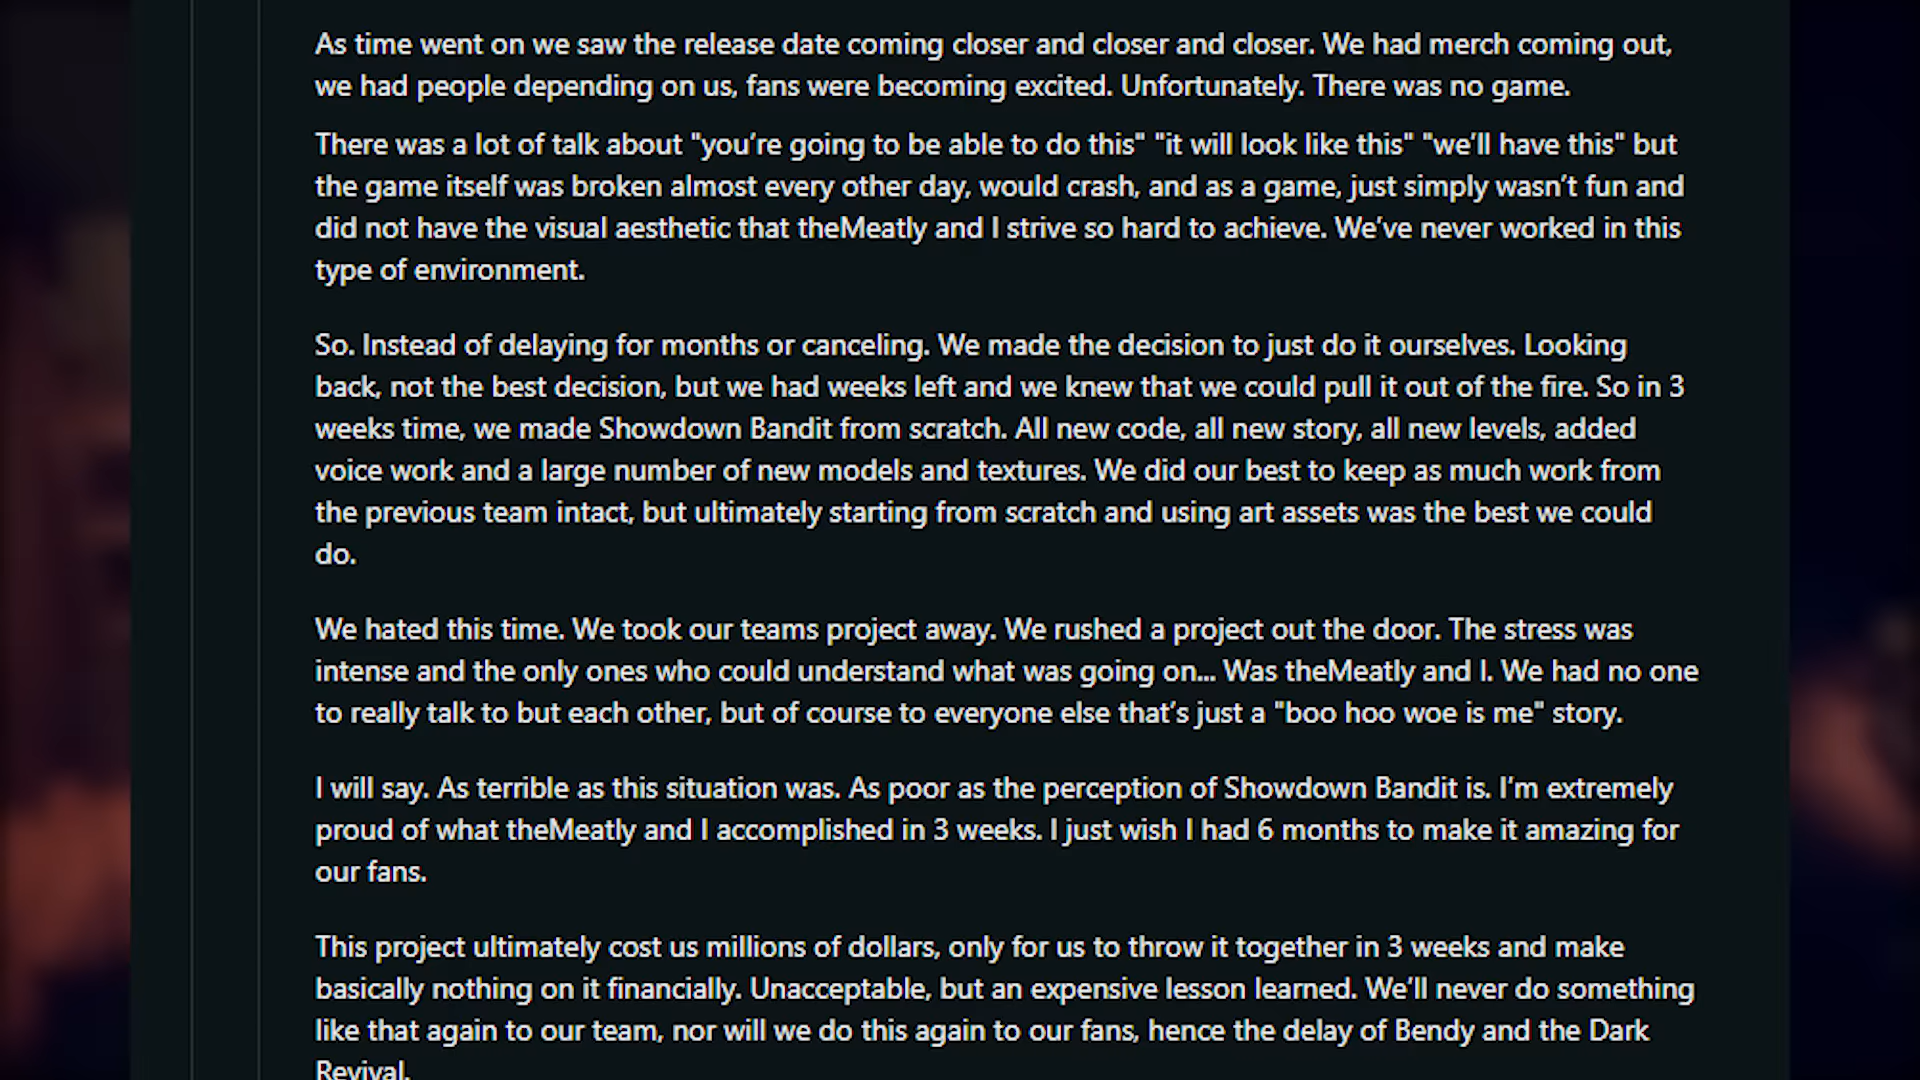 As time went on we saw the release date coming closer and closer and closer. We had merch coming out,
we had people depending on us, fans were becoming excited. Unfortunately. There was no game.
There was a lot of talk about "you’re going to be able to do this" "it will look like this" "we’ll have this" but
the game itself was broken almost every other day, would crash, and as a game, just simply wasn’t fun and
did not have the visual aesthetic that theMeatly and I strive so hard to achieve. We’ve never worked in this
type of environment.
So. Instead of delaying for months or canceling. We made the decision to just do it ourselves. Looking
back, not the best decision, but we had weeks left and we knew that we could pull it out of the fire. So in 3
weeks time, we made Showdown Bandit from scratch. All new code, all new story, all new levels, added
voice work and a large number of new models and textures. We did our best to keep as much work from
the previous team intact, but ultimately starting from scratch and using art assets was the best we could
do.
We hated this time. We took our teams project away. We rushed a project out the door. The stress was
intense and the only ones who could understand what was going on... Was theMeatly and I. We had no one
to really talk to but each other, but of course to everyone else that’s just a "boo hoo woe is me" story.
I will say. As terrible as this situation was. As poor as the perception of Showdown Bandit is. I’m extremely
proud of what theMeatly and I accomplished in 3 weeks. I just wish I had 6 months to make it amazing for
our fans.
This project ultimately cost us millions of dollars, only for us to throw it together in 3 weeks and make
basically nothing on it financially. Unacceptable, but an expensive lesson learned. We’ll never do something
like that again to our team, nor will we do this again to our fans, hence the delay of Bendy and the Dark
Revival.